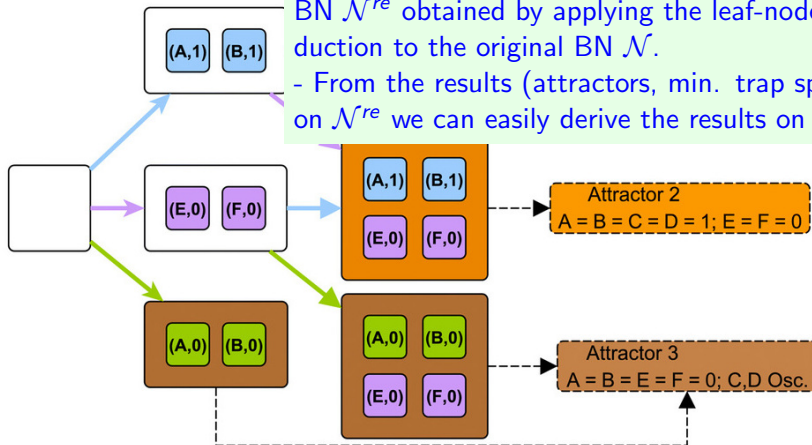 BN 𝒩^re obtained by applying the leaf-node
duction to the original BN 𝒩.
- From the results (attractors, min. trap sp
on 𝒩^re we can easily derive the results on
(A,1) (B,1)
(A,1) (B,1)
(E,0) (F,0)
(E,0) (F,0)
Attractor 2
A = B = C = D = 1; E = F = 0
(A,0) (B,0)
(A,0) (B,0)
(E,0) (F,0)
Attractor 3
A = B = E = F = 0; C,D Osc.